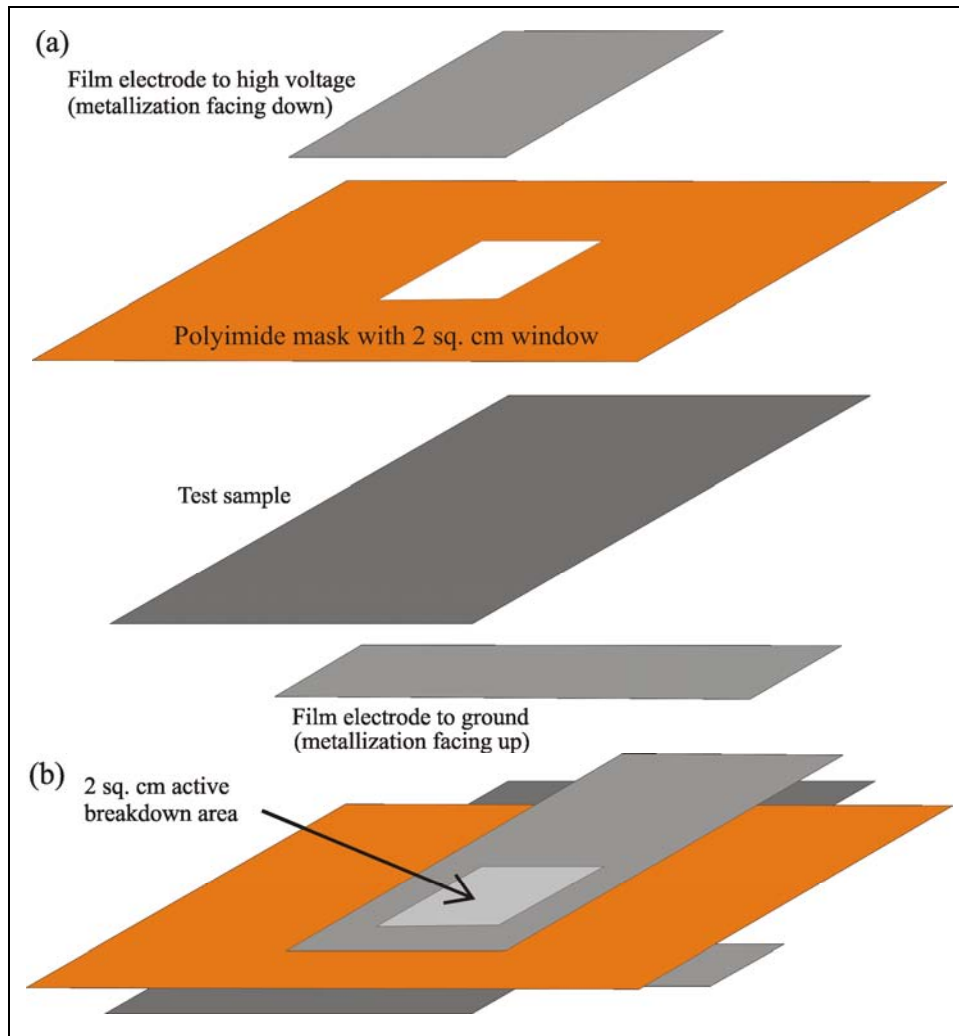 (a)
Film electrode to high voltage
(metallization facing down)
Polyimide mask with 2 sq. cm window
Test sample
Film electrode to ground
(metallization facing up)
(b)
2 sq. cm active
breakdown area